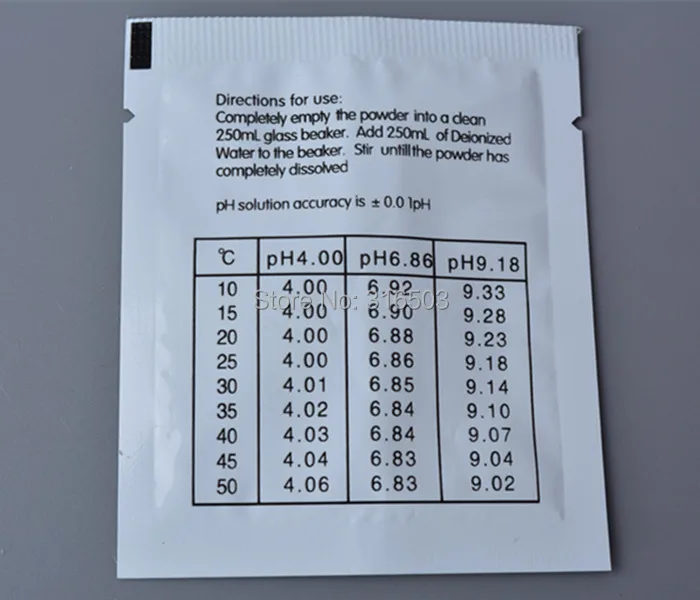 Directions for use:
Completely empty the powder into a clean
250mL glass beaker. Add 250mL of Deionized
Water to the beaker. Stir untill the powder has
completely dissolved
pH solution accuracy is ± 0.01pH
℃ pH4.00 pH6.86 pH9.18
10 4.00 6.92 9.33
Store No: 316503
15 4.00 6.90 9.28
20 4.00 6.88 9.23
25 4.00 6.86 9.18
30 4.01 6.85 9.14
35 4.02 6.84 9.10
40 4.03 6.84 9.07
45 4.04 6.83 9.04
50 4.06 6.83 9.02